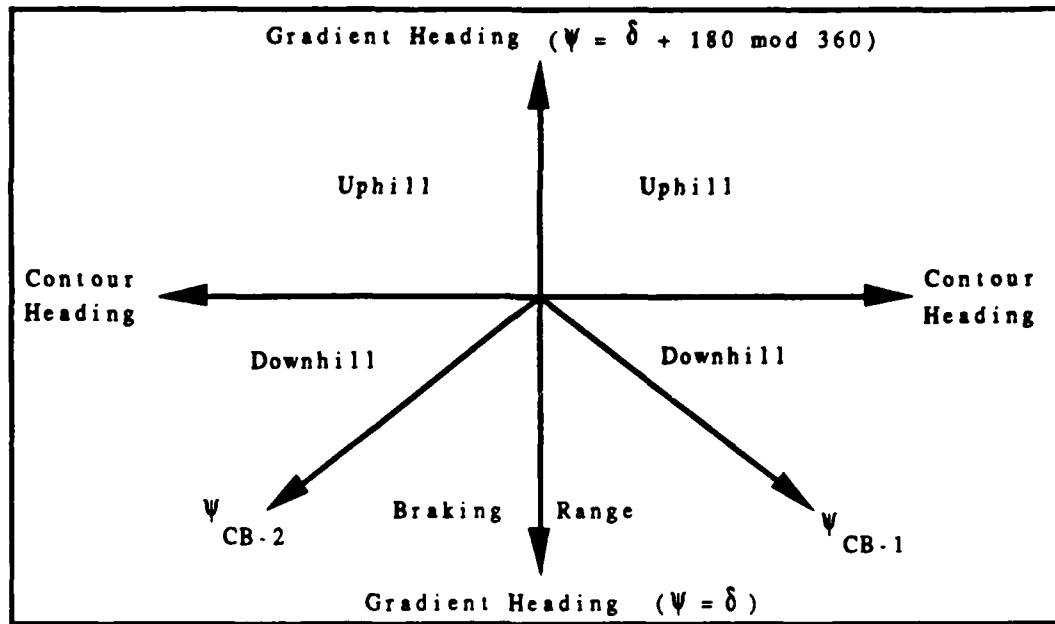 Gradient Heading (Ψ = δ + 180 mod 360)
Uphill
Uphill
Contour
Heading
Contour
Heading
Downhill
Downhill
Ψ CB-2
Braking Range
Ψ CB-1
Gradient Heading (Ψ = δ)